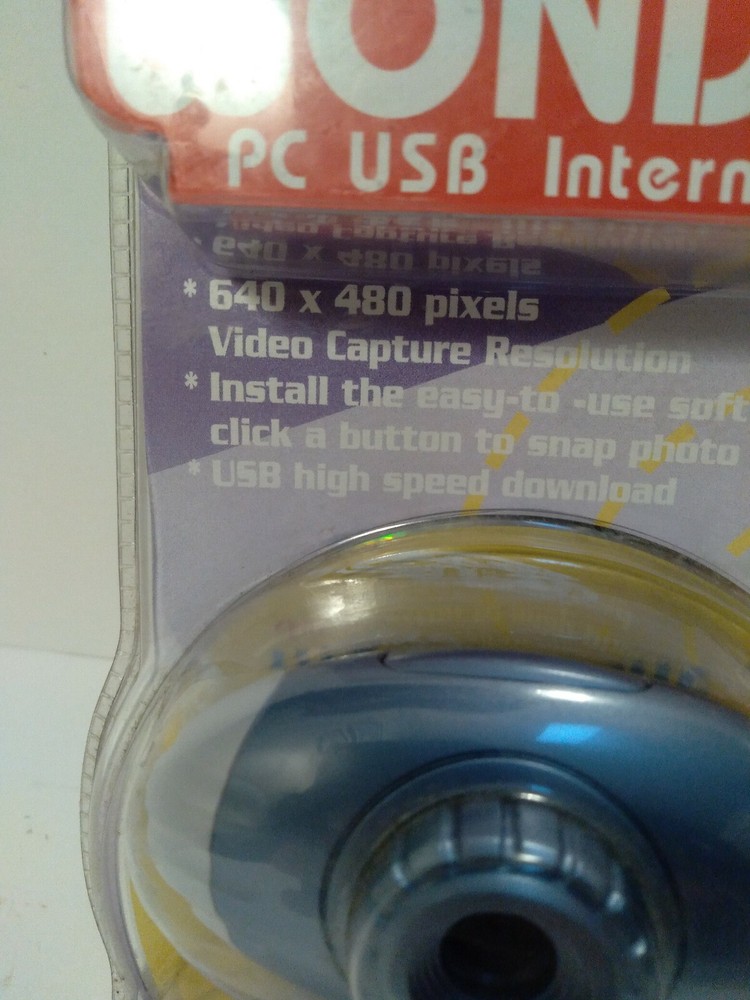 WOND
PC USB Intern
* 640 x 480 pixels
Video Capture Resolution
* Install the easy-to -use soft
click a button to snap photo
* USB high speed download